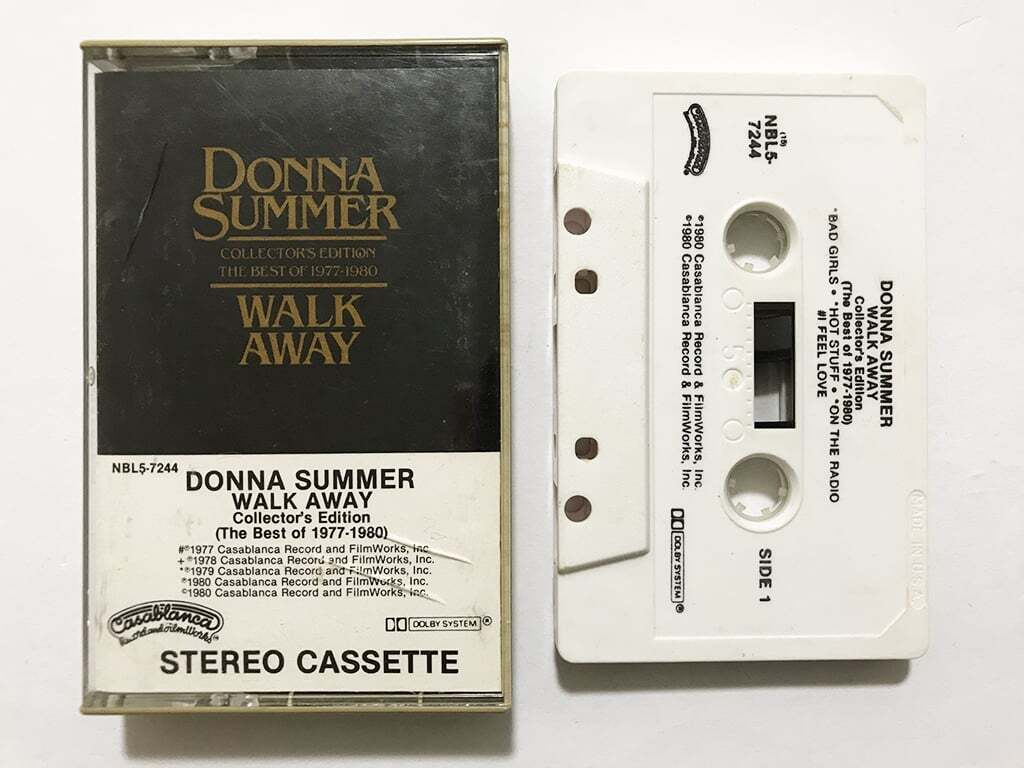 DONNA
SUMMER
COLLECTOR'S EDITION
THE BEST OF 1977-1980
WALK
AWAY
NBL5-7244
DONNA SUMMER
WALK AWAY
Collector's Edition
(The Best of 1977-1980)
#℗1977 Casablanca Record and FilmWorks, Inc.
+℗1978 Casablanca Record and FilmWorks, Inc.
*℗1979 Casablanca Record and FilmWorks, Inc.
℗1980 Casablanca Record and FilmWorks, Inc.
©1980 Casablanca Record and FilmWorks, Inc.
Casablanca
Record and FilmWorks
DOLBY SYSTEM®
STEREO CASSETTE
DONNA SUMMER
WALK AWAY
Collector's Edition
(The Best of 1977-1980)
*BAD GIRLS • *HOT STUFF • *ON THE RADIO
#I FEEL LOVE
NBL5-
(15)
7244
℗1980 Casablanca Record & FilmWorks, Inc.
©1980 Casablanca Record & FilmWorks, Inc.
SIDE 1
DOLBY SYSTEM®
5
MADE IN U.S.A.